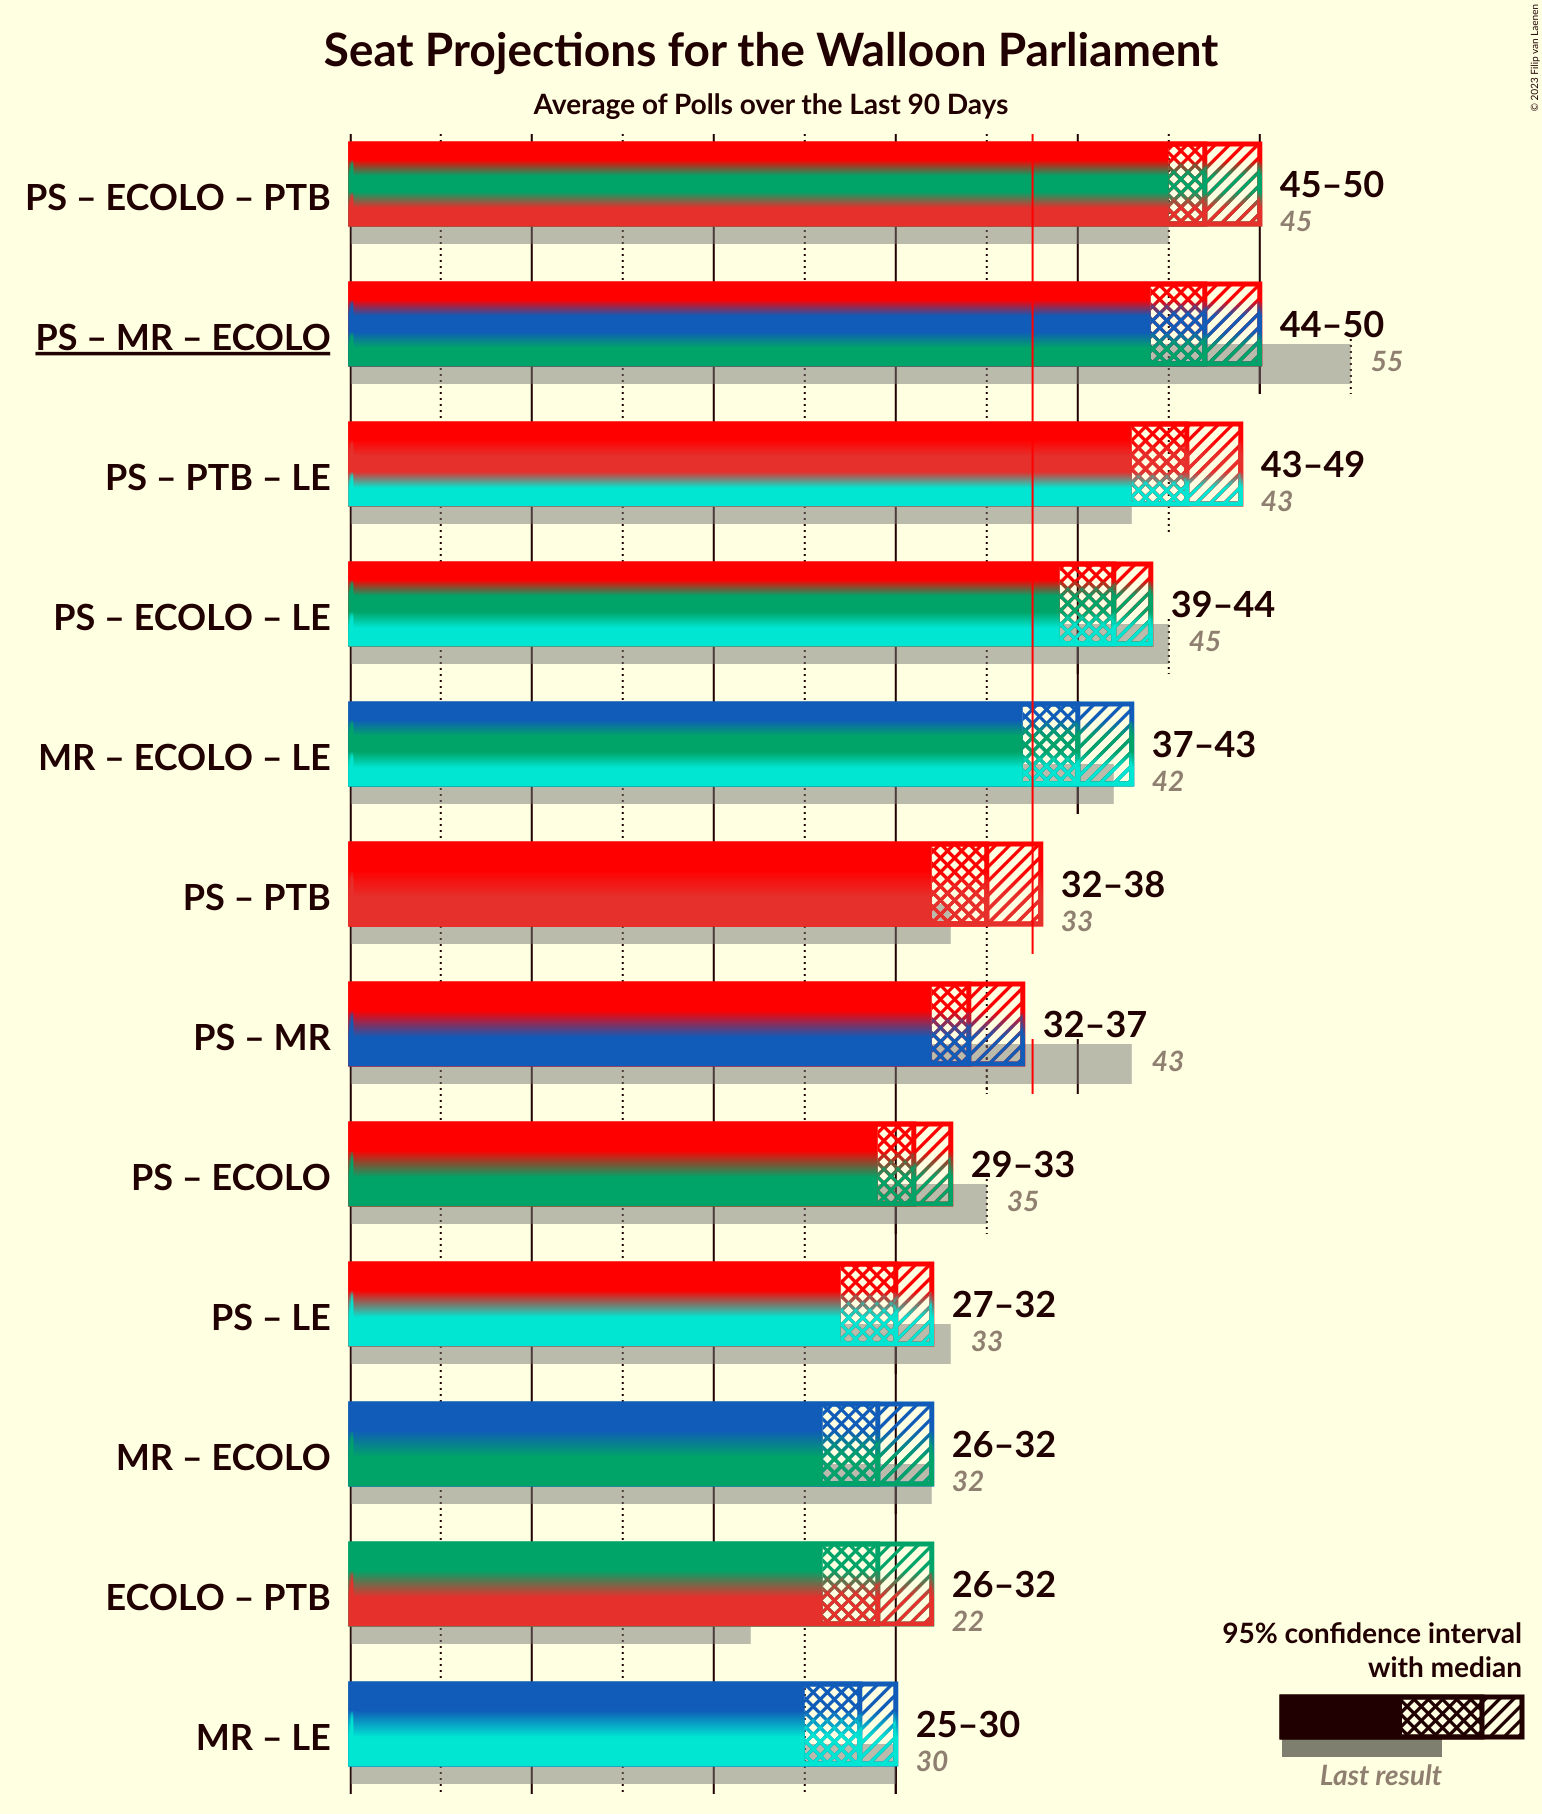 Seat Projections for the Walloon Parliament
Average of Polls over the Last 90 Days
© 2023 Filip van Laenen
PS – ECOLO – PTB
45–50
45
PS – MR – ECOLO
44–50
55
PS – PTB – LE
43–49
43
PS – ECOLO – LE
39–44
45
MR – ECOLO – LE
37–43
42
PS – PTB
32–38
33
PS – MR
32–37
43
PS – ECOLO
29–33
35
PS – LE
27–32
33
MR – ECOLO
26–32
32
ECOLO – PTB
26–32
22
MR – LE
25–30
30
95% confidence interval
with median
Last result